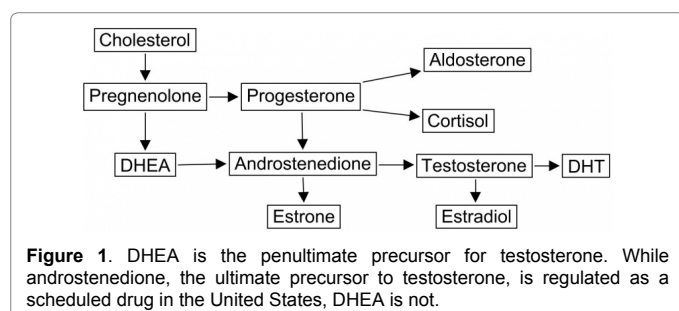 Cholesterol
Aldosterone
Pregnenolone
Progesterone
Cortisol
DHEA
Androstenedione
Testosterone
DHT
Estrone
Estradiol
Figure 1. DHEA is the penultimate precursor for testosterone. While
androstenedione, the ultimate precursor to testosterone, is regulated as a
scheduled drug in the United States, DHEA is not.